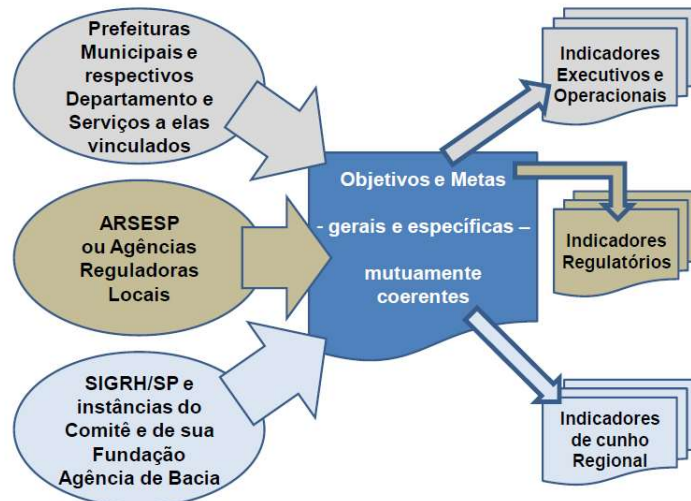 Prefeituras
Municipais e
respectivos
Departamento e
Serviços a elas
vinculados
ARSESP
ou Agências
Reguladoras
Locais
SIGRH/SP e
instâncias do
Comitê e de sua
Fundação
Agência de Bacia
Objetivos e Metas
- gerais e específicas –
mutuamente
coerentes
Indicadores
Executivos e
Operacionais
Indicadores
Regulatórios
Indicadores
de cunho
Regional